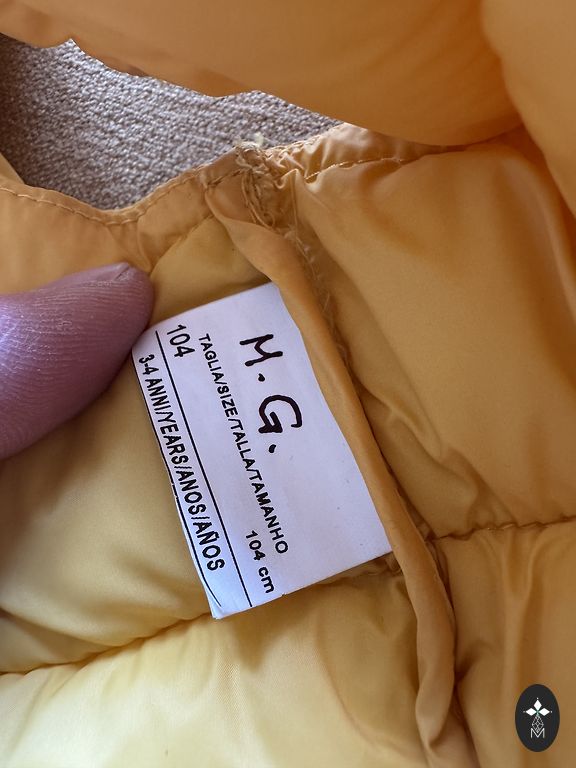 M.G.
TAGLIA/SIZE/TALLA/TAMANHO
104 104 cm
3-4 ANNI/YEARS/ANOS/AÑOS
M